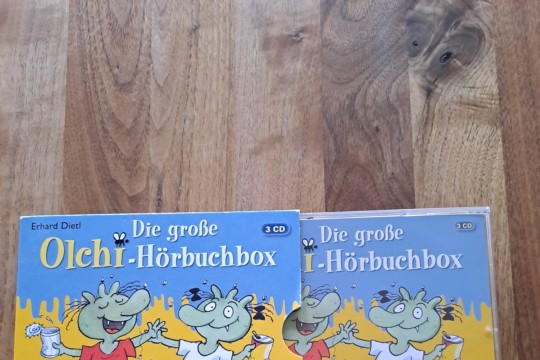 Erhard Dietl
Die große
Olchi-Hörbuchbox
3 CD
Die große
i-Hörbuchbox
3 CD